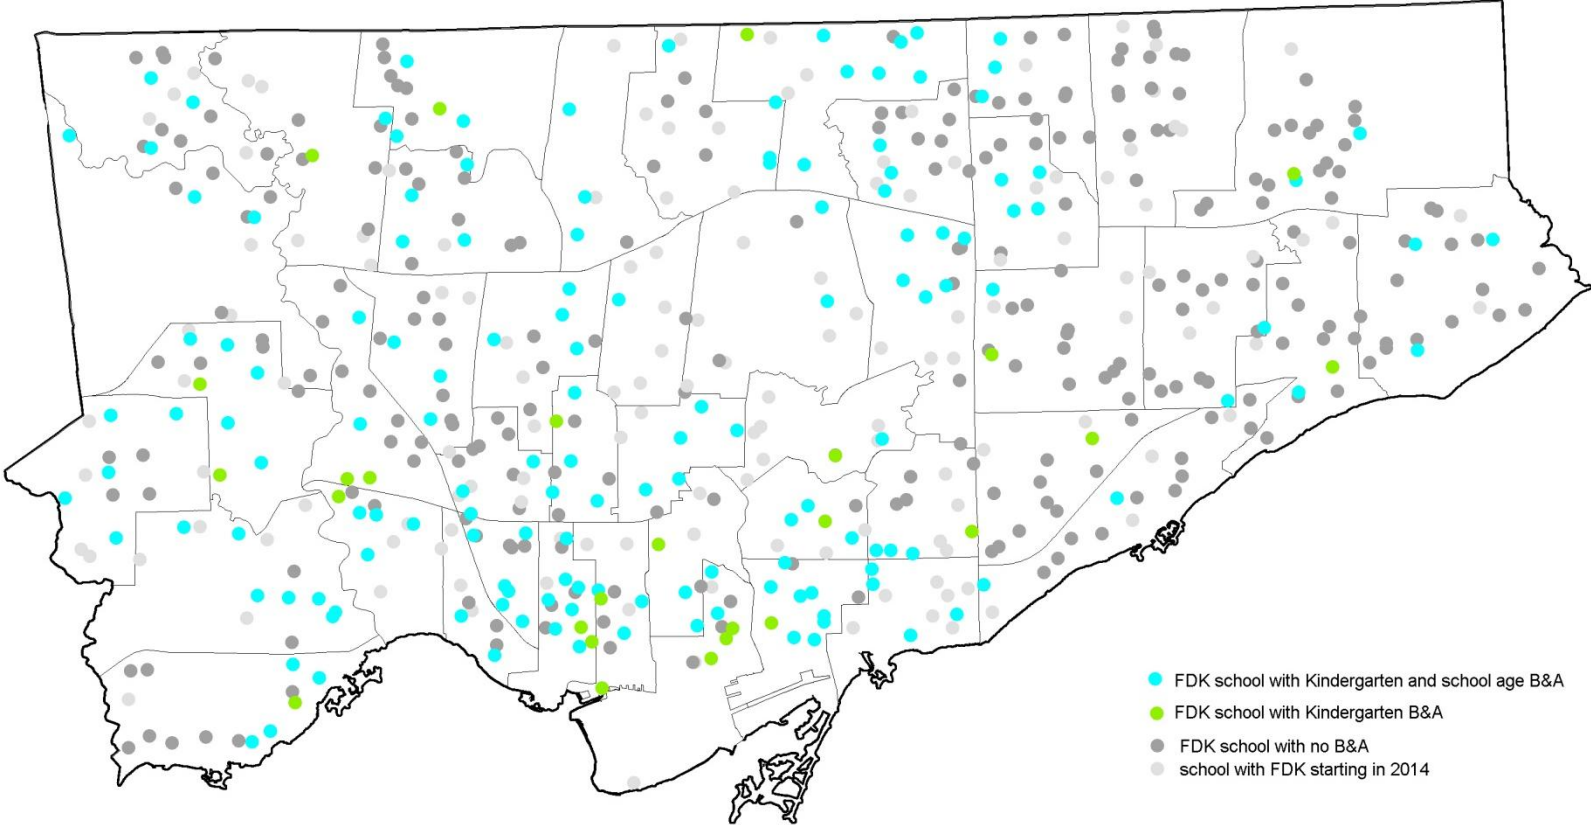 FDK school with Kindergarten and school age B&A
FDK school with Kindergarten B&A
FDK school with no B&A
school with FDK starting in 2014